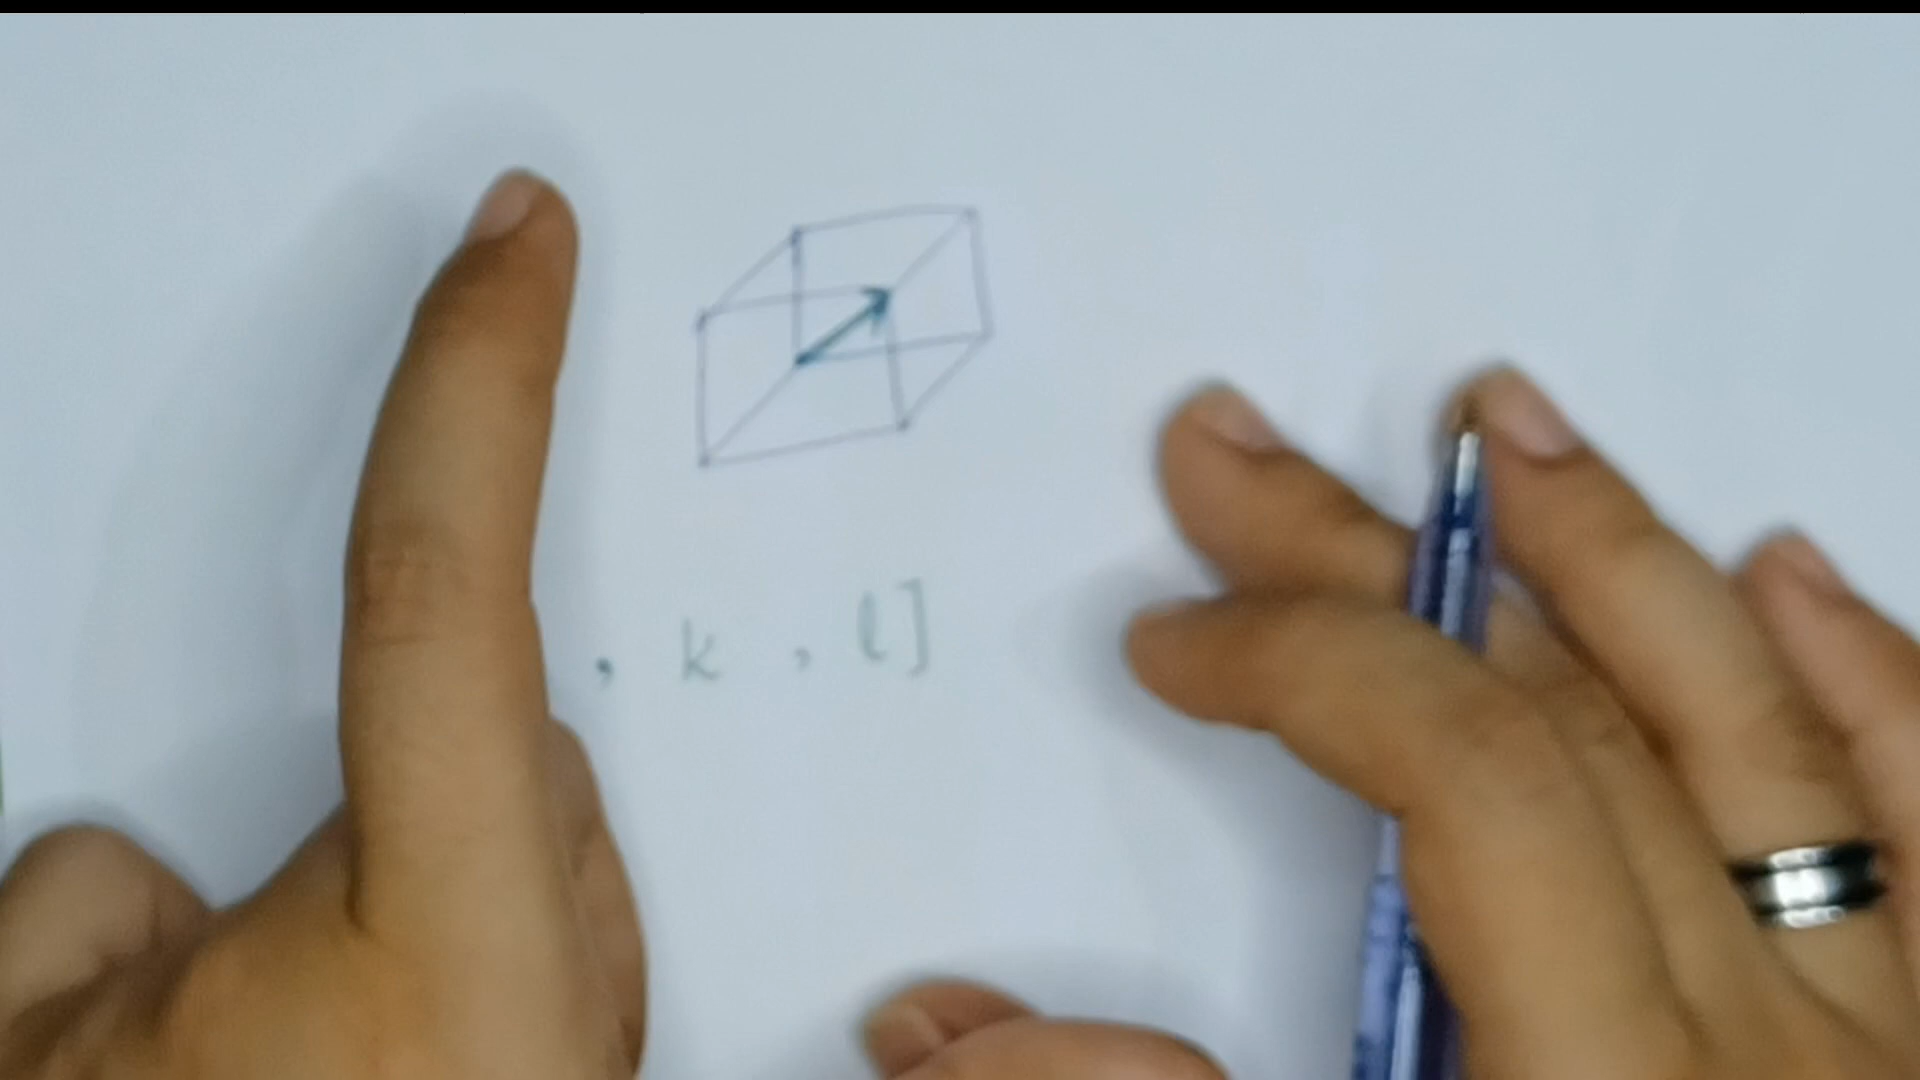 , k , l]